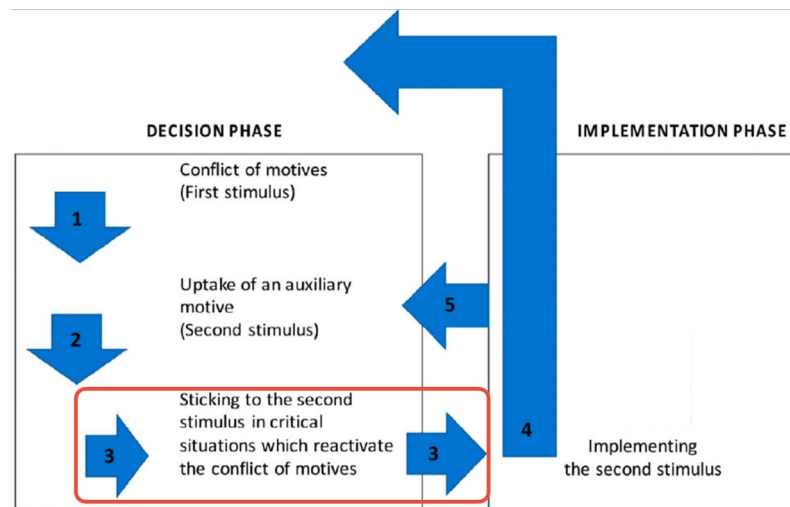 DECISION PHASE
IMPLEMENTATION PHASE
Conflict of motives
(First stimulus)
1
Uptake of an auxiliary
motive
(Second stimulus)
5
2
Sticking to the second
stimulus in critical
situations which reactivate
the conflict of motives
3
3
4
Implementing
the second stimulus